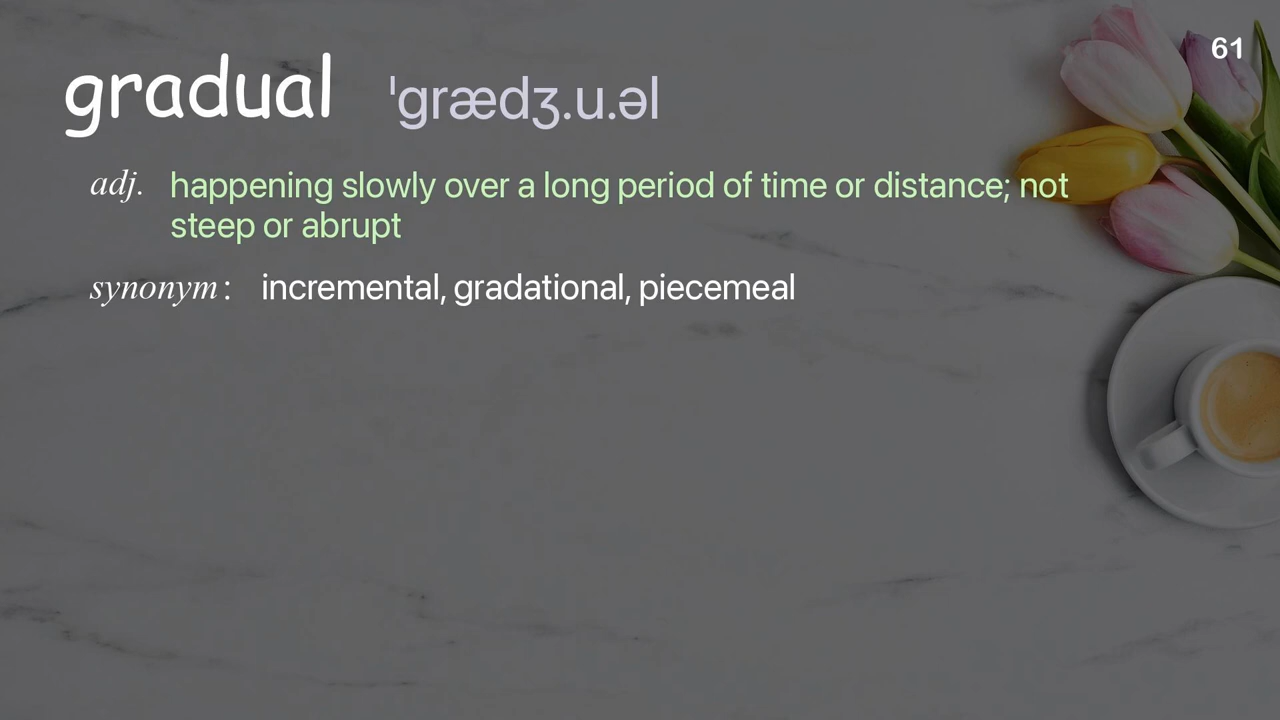 61
gradual ˈɡrædʒ.u.əl
adj. happening slowly over a long period of time or distance; not
steep or abrupt
synonym: incremental, gradational, piecemeal